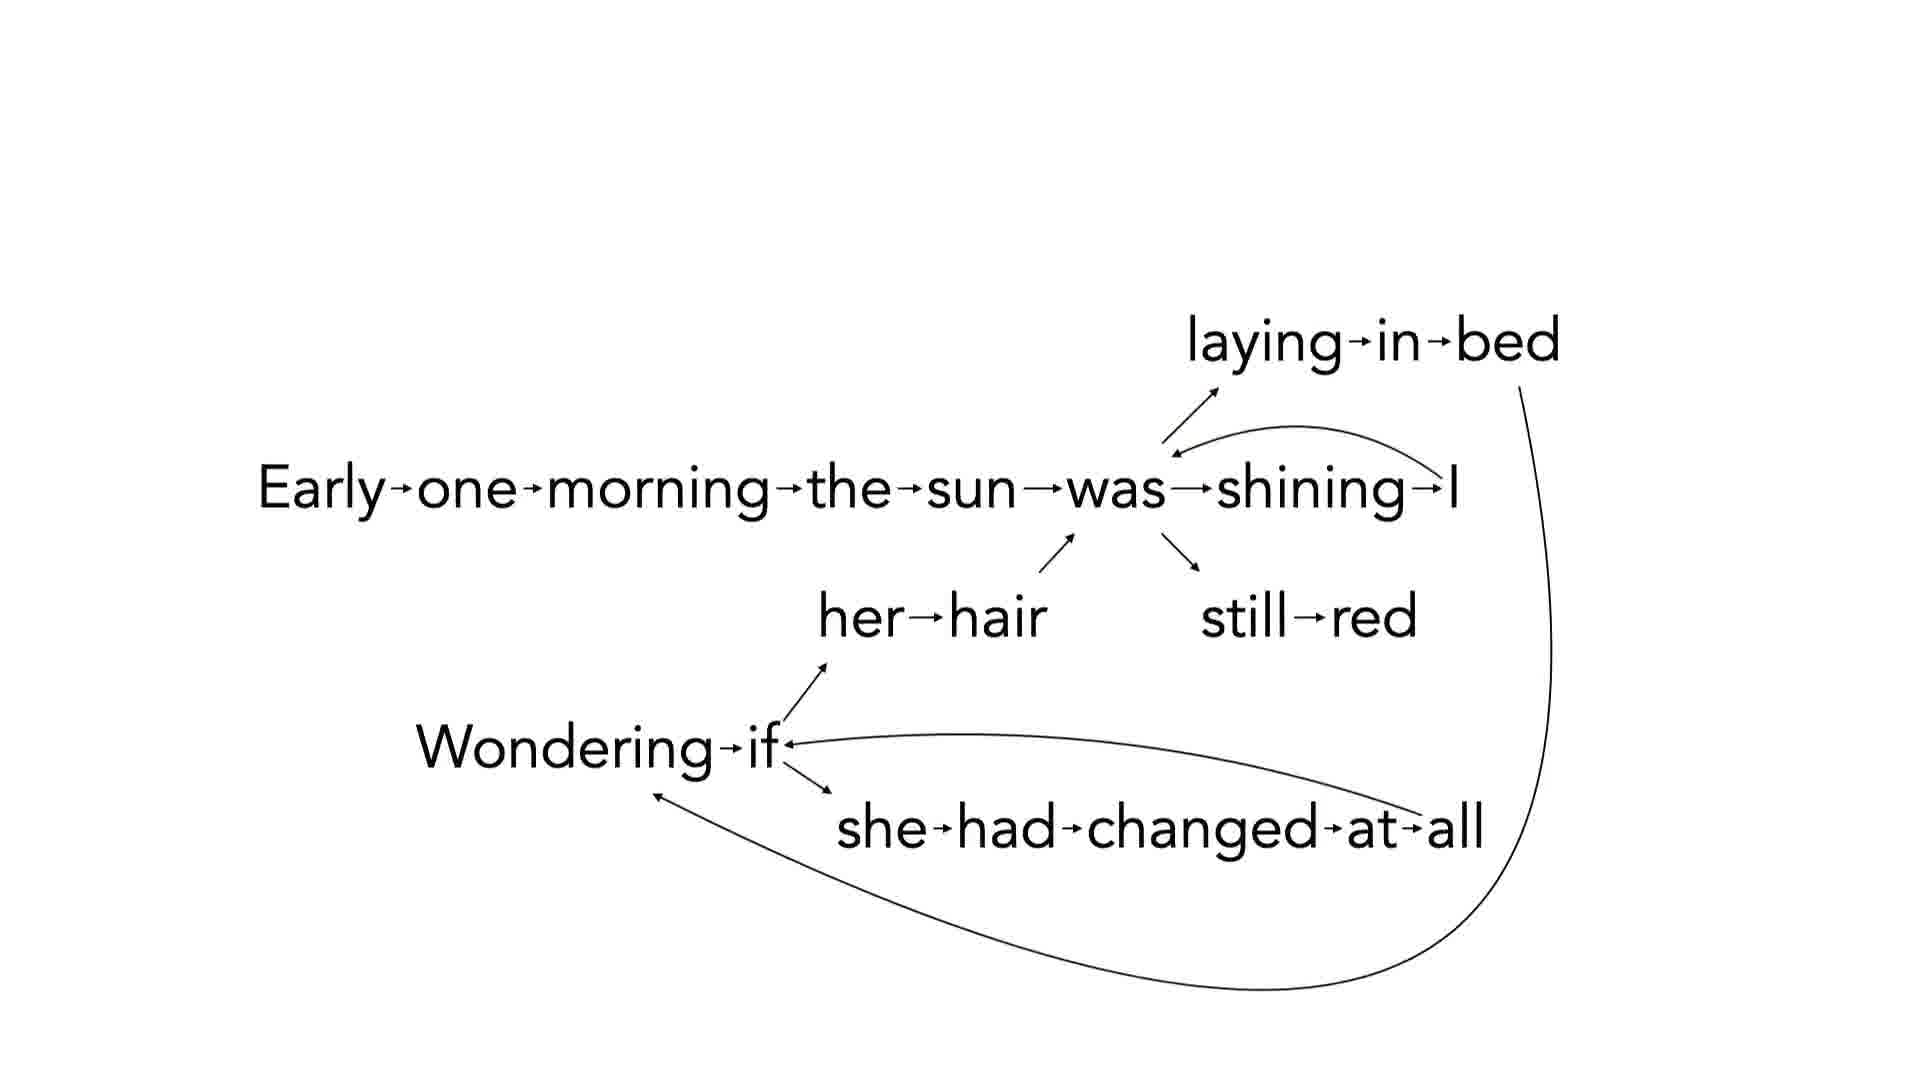 laying→in→bed
Early→one→morning→the→sun→was→shining→I
her→hair still→red
Wondering→if
she→had→changed→at→all